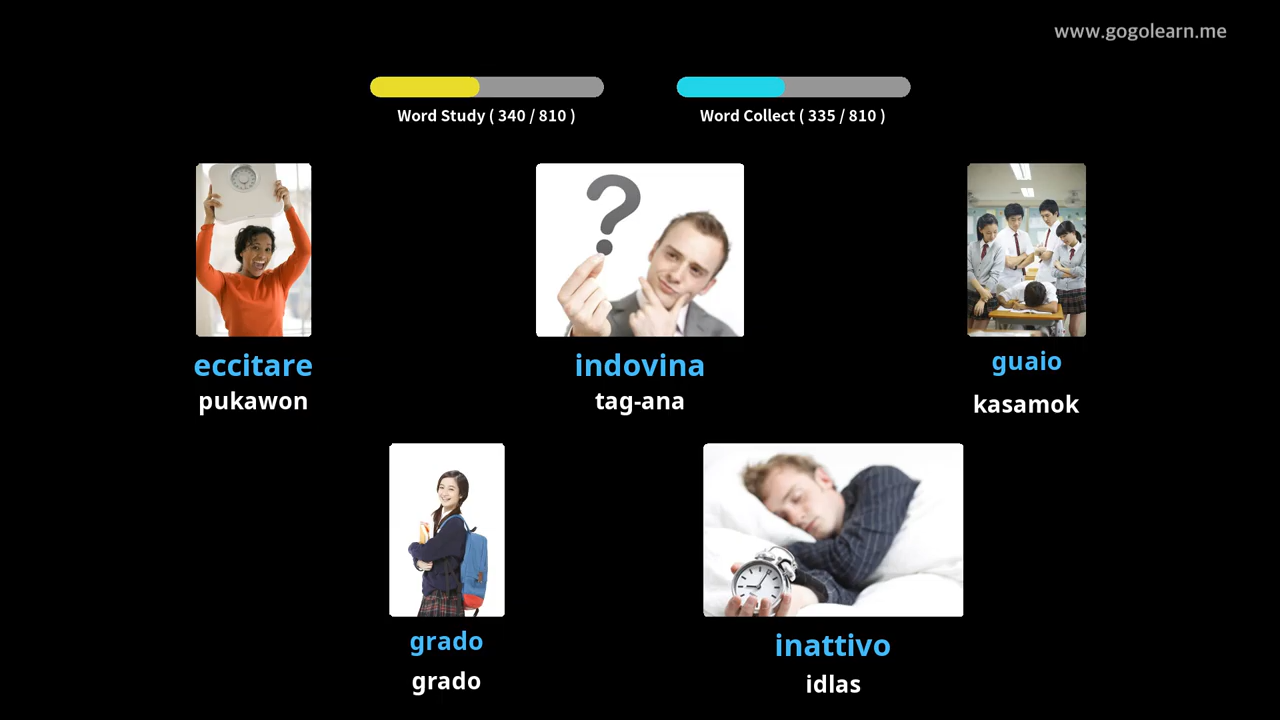 www.gogolearn.me
Word Study ( 340 / 810 )
Word Collect ( 335 / 810 )
eccitare
pukawon
indovina
tag-ana
guaio
kasamok
grado
grado
inattivo
idlas